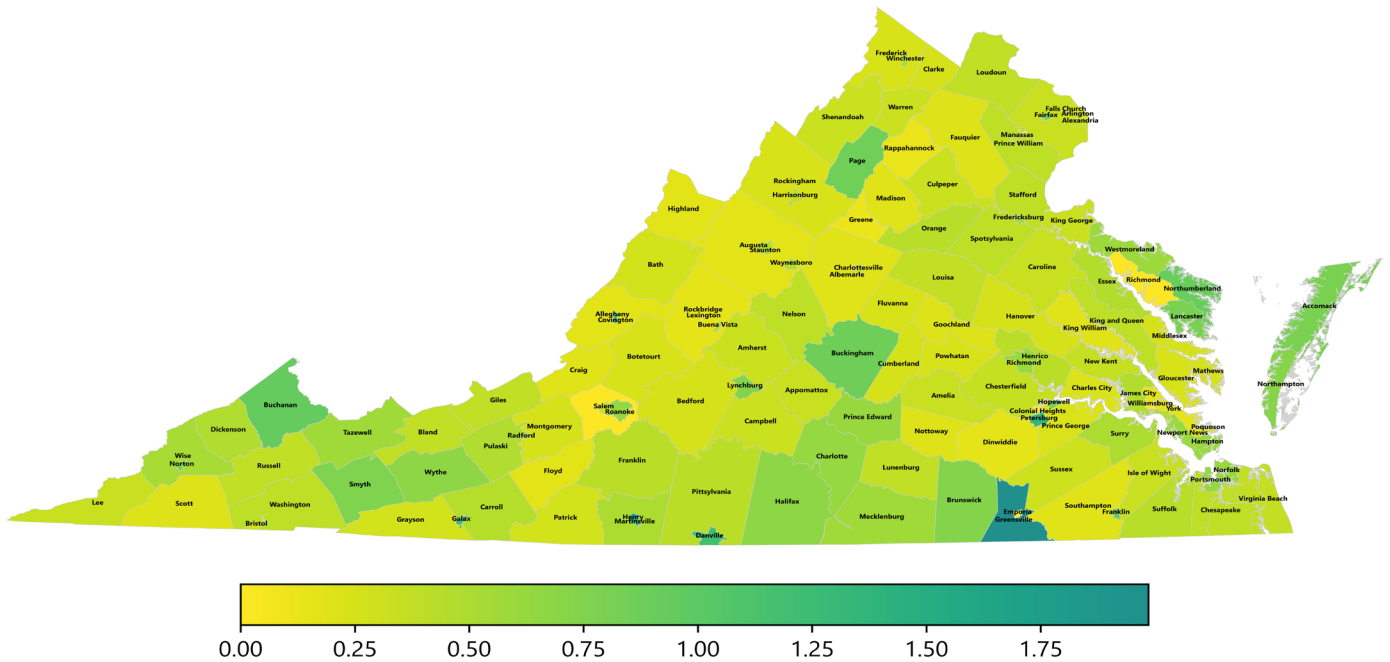 Frederick
Winchester
Clarke
Loudoun
Warren
Shenandoah
Falls Church
Fairfax
Arlington
Alexandria
Fauquier
Manassas
Prince William
Rappahannock
Page
Rockingham
Harrisonburg
Culpeper
Madison
Stafford
Highland
Greene
Fredericksburg
King George
Orange
Spotsylvania
Augusta
Staunton
Waynesboro
Westmoreland
Bath
Charlottesville
Albemarle
Louisa
Caroline
Richmond
Essex
Northumberland
Accomack
Alleghany
Covington
Rockbridge
Lexington
Buena Vista
Nelson
Fluvanna
Goochland
Hanover
King and Queen
King William
Lancaster
Middlesex
Botetourt
Amherst
Buckingham
Cumberland
Powhatan
Henrico
Richmond
New Kent
Craig
Mathews
Gloucester
Northampton
Lynchburg
Appomattox
Amelia
Chesterfield
Charles City
James City
Williamsburg
York
Buchanan
Giles
Salem
Roanoke
Bedford
Hopewell
Colonial Heights
Petersburg
Prince George
Dickenson
Tazewell
Bland
Montgomery
Radford
Pulaski
Campbell
Prince Edward
Nottoway
Dinwiddie
Surry
Poquoson
Newport News
Hampton
Wise
Norton
Russell
Wythe
Floyd
Franklin
Charlotte
Lunenburg
Sussex
Isle of Wight
Norfolk
Portsmouth
Smyth
Lee
Scott
Washington
Bristol
Grayson
Galax
Carroll
Patrick
Henry
Martinsville
Pittsylvania
Danville
Halifax
Mecklenburg
Brunswick
Emporia
Greensville
Southampton
Franklin
Suffolk
Chesapeake
Virginia Beach
0.00 0.25 0.50 0.75 1.00 1.25 1.50 1.75